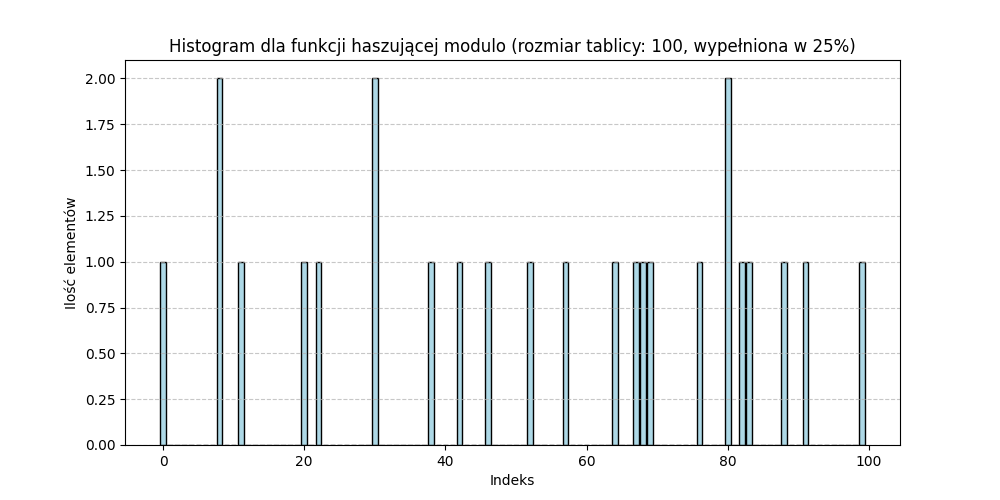 Histogram dla funkcji haszującej modulo (rozmiar tablicy: 100, wypełniona w 25%)
2.00
1.75
1.50
1.25
1.00
0.75
0.50
0.25
0.00
Ilość elementów
0 20 40 60 80 100
Indeks